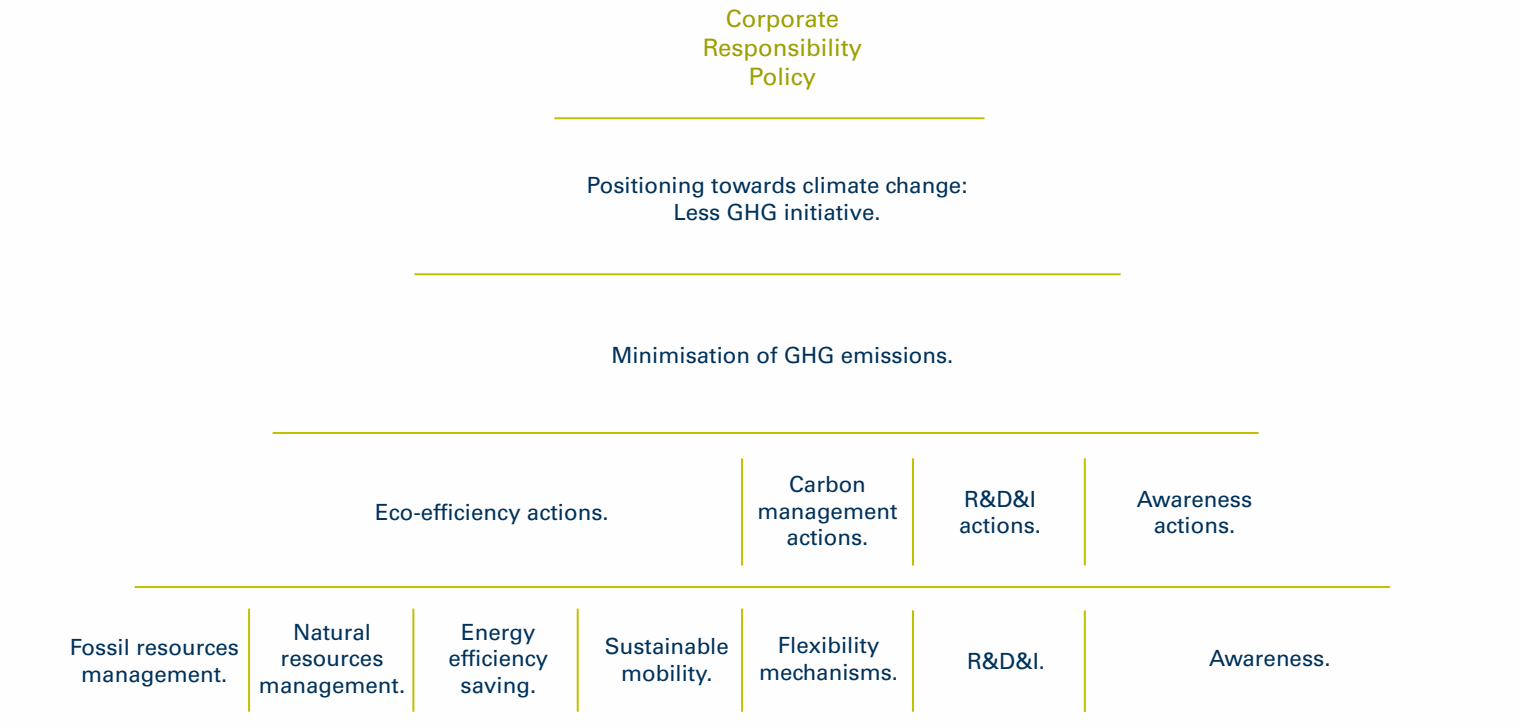 Corporate
Responsibility
Policy
Positioning towards climate change:
Less GHG initiative.
Minimisation of GHG emissions.
Eco-efficiency actions.
Carbon
management
actions.
R&D&I
actions.
Awareness
actions.
Fossil resources
management.
Natural
resources
management.
Energy
efficiency
saving.
Sustainable
mobility.
Flexibility
mechanisms.
R&D&I.
Awareness.